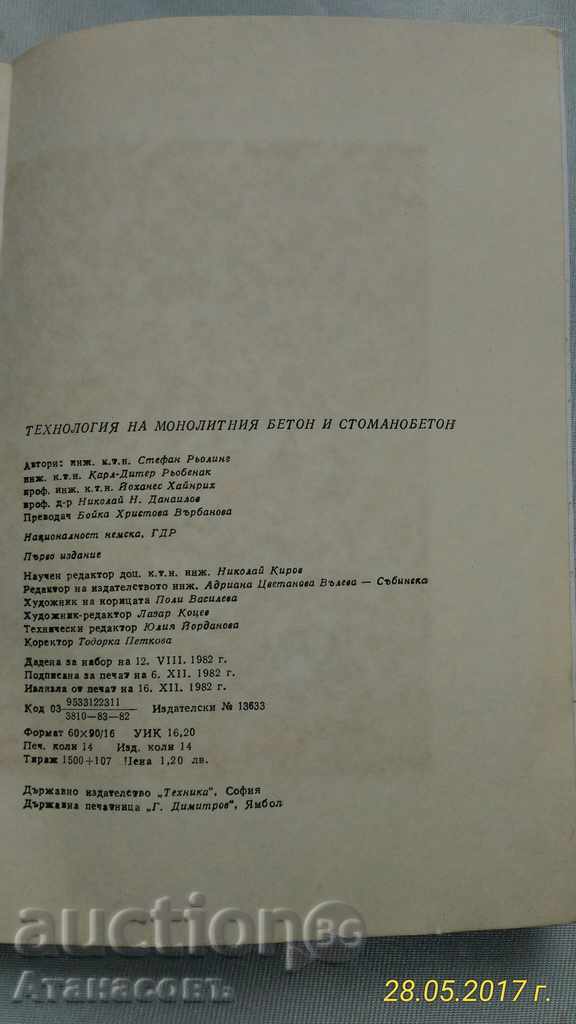 ТЕХНОЛОГИЯ НА МОНОЛИТНИЯ БЕТОН И СТОМАНОБЕТОН
Автори: инж. к.т.н. Стефан Рьолинг
инж. к.т.н. Карл-Дитер Рьобенак
проф. инж. к.т.н. Йоханес Хайнрих
проф. д-р Николай Н. Данаилов
Преводач Бойка Христова Върбанова
Националност немска, ГДР
Първо издание
Научен редактор доц. к.т.н. инж. Николай Киров
Редактор на издателството инж. Адриана Цветанова Вълева — Събинска
Художник на корицата Поли Василева
Художник-редактор Лазар Коцев
Технически редактор Юлия Йорданова
Коректор Тодорка Петкова
Дадена за набор на 12. VIII. 1982 г.
Подписана за печат на 6. XII. 1982 г.
Излязла от печат на 16. XII. 1982 г.
Код 03 9533122311/3810—83—82 Издателски № 13633
Формат 60×90/16 УИК 16,20
Печ. коли 14 Изд. коли 14
Тираж 1500+107 Цена 1,20 лв.
Държавно издателство „Техника", София
Държавна печатница „Г. Димитров", Ямбол
auctionBG
Атанасовъ
28.05.2017 г.